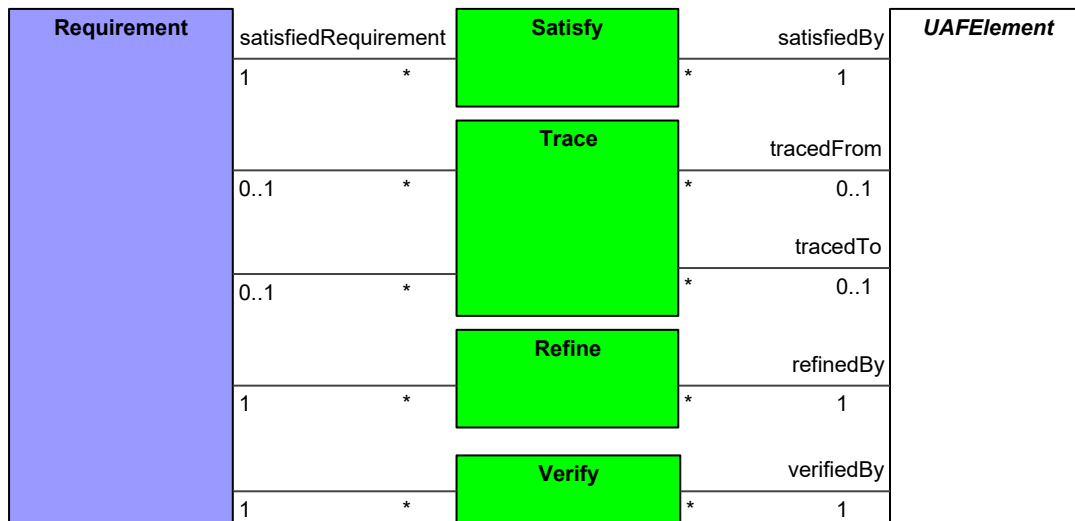 Requirement
satisfiedRequirement
Satisfy
satisfiedBy
UAFElement
1
*
*
1
Trace
tracedFrom
0..1
*
*
0..1
tracedTo
0..1
*
*
0..1
Refine
refinedBy
1
*
*
1
Verify
verifiedBy
1
*
*
1